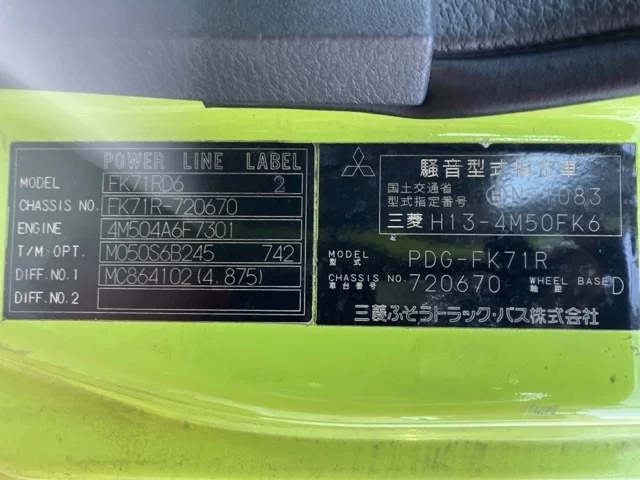 POWER LINE LABEL
MODEL FK71RD6 2
CHASSIS NO. FK71R-720670
ENGINE 4M504A6F7301
T/M OPT. M050S6B245 742
DIFF.NO.1 MC864102(4.875)
DIFF.NO.2
騒音型式指定車
国土交通省
型式指定番号 083
三菱 H13-4M50FK6
MODEL
型式 PDG-FK71R
CHASSIS NO.
車台番号 720670
WHEEL BASE
軸距 D
三菱ふそうトラック・バス株式会社